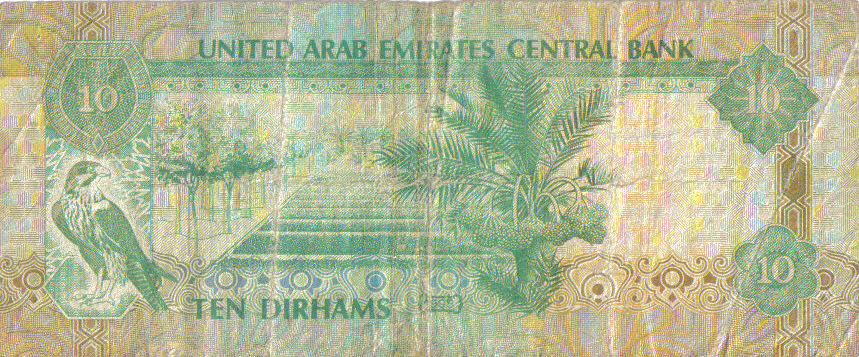 UNITED ARAB EMIRATES CENTRAL BANK
10
10
10
TEN DIRHAMS